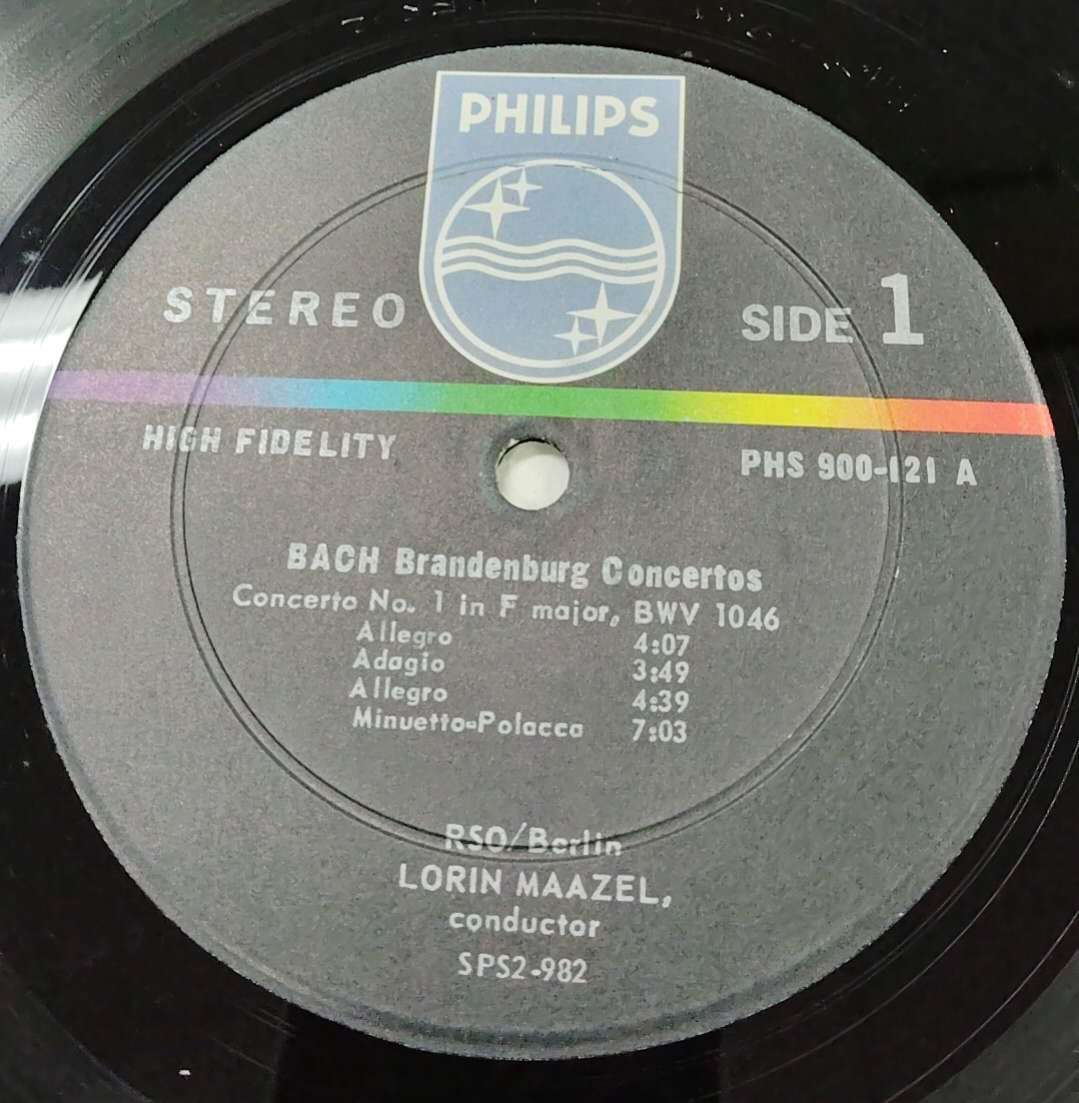 PHILIPS
STEREO
SIDE 1
HIGH FIDELITY
PHS 900-121 A
BACH Brandenburg Concertos
Concerto No. 1 in F major, BWV 1046
Allegro 4:07
Adagio 3:49
Allegro 4:39
Minuetto-Polacca 7:03
RSO/Berlin
LORIN MAAZEL,
conductor
SPS2-982